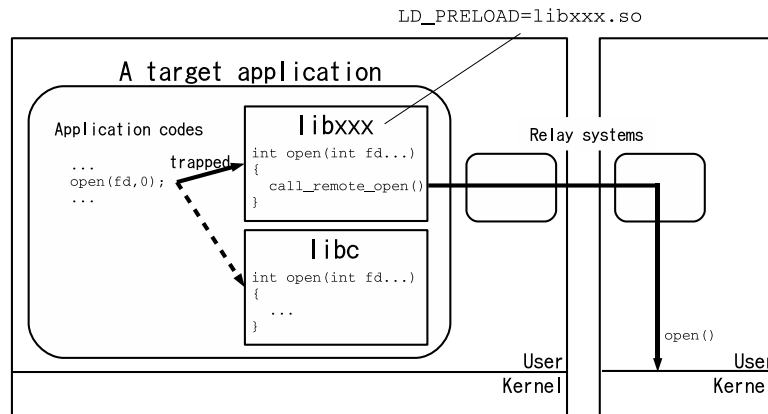 LD_PRELOAD=libxxx.so
A target application
Application codes
...
open(fd,0);
...
trapped
libxxx
int open(int fd...)
{
call_remote_open()
}
libc
int open(int fd...)
{
...
}
Relay systems
open()
User
Kernel
User
Kernel